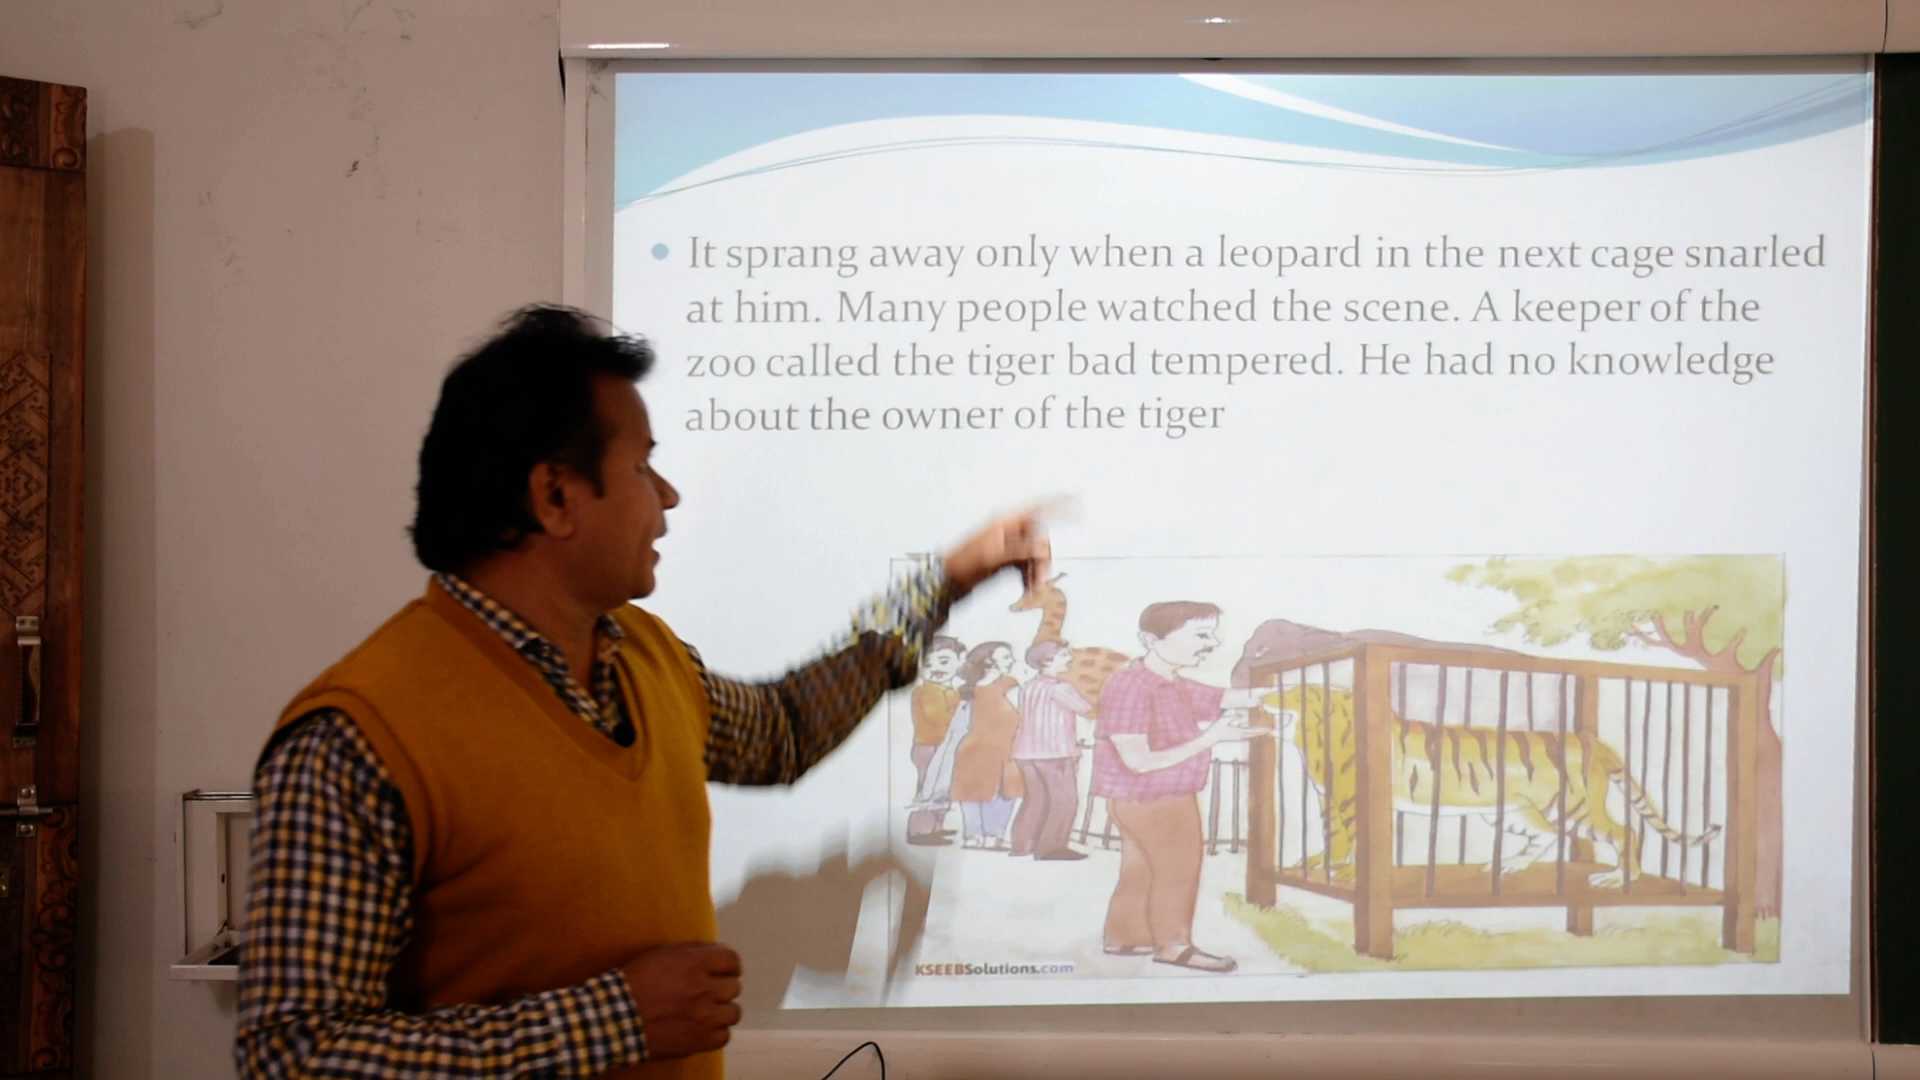 It sprang away only when a leopard in the next cage snarled
at him. Many people watched the scene. A keeper of the
zoo called the tiger bad tempered. He had no knowledge
about the owner of the tiger
KSEEBSolutions.com